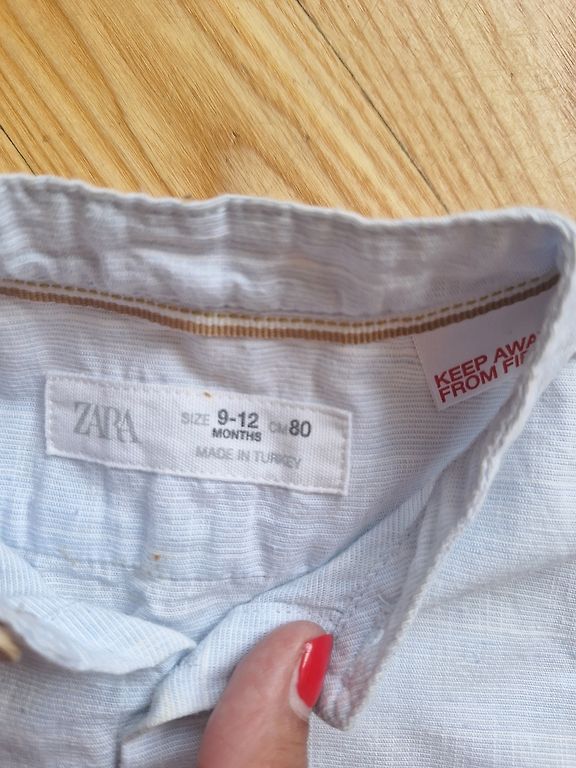 ZARA
SIZE 9-12 CM 80
MONTHS
MADE IN TURKEY
KEEP AWA
FROM FI